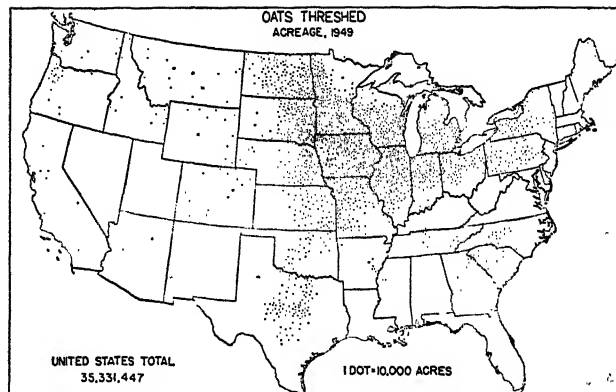 OATS THRESHED
ACREAGE, 1949
UNITED STATES TOTAL
35,331,447
1 DOT=10,000 ACRES